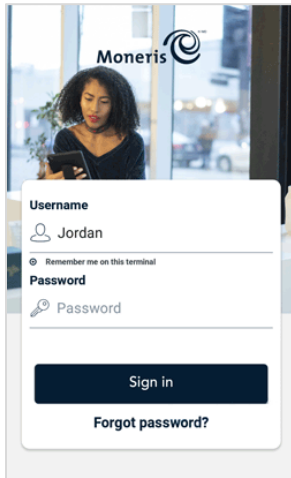 Moneris
Username
Jordan
Remember me on this terminal
Password
Password
Sign in
Forgot password?